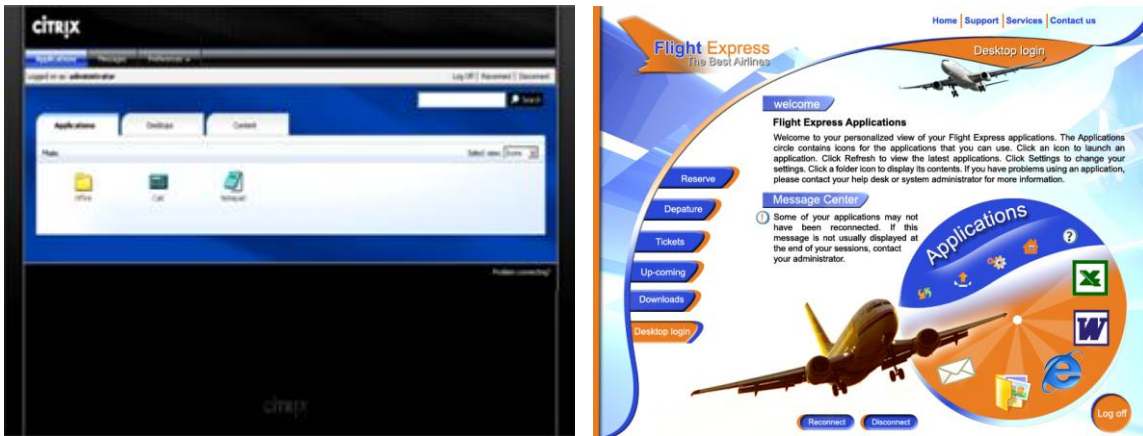 CITRIX
Applications Messages Preferences
Logged on as: administrator
Log Off | Reconnect | Disconnect
Search
Applications Desktops Content
Main
Select view: Icons
Office Calc Notepad
Problem connecting?
CITRIX
Home | Support | Services | Contact us
Flight Express
The Best Airlines
Desktop login
welcome
Flight Express Applications
Welcome to your personalized view of your Flight Express applications. The Applications
circle contains icons for the applications that you can use. Click an icon to launch an
application. Click Refresh to view the latest applications. Click Settings to change your
settings. Click a folder icon to display its contents. If you have problems using an application,
please contact your help desk or system administrator for more information.
Message Center
Some of your applications may not
have been reconnected. If this
message is not usually displayed at
the end of your sessions, contact
your administrator.
Reserve
Depature
Tickets
Up-coming
Downloads
Desktop login
Applications
Reconnect Disconnect
Log off